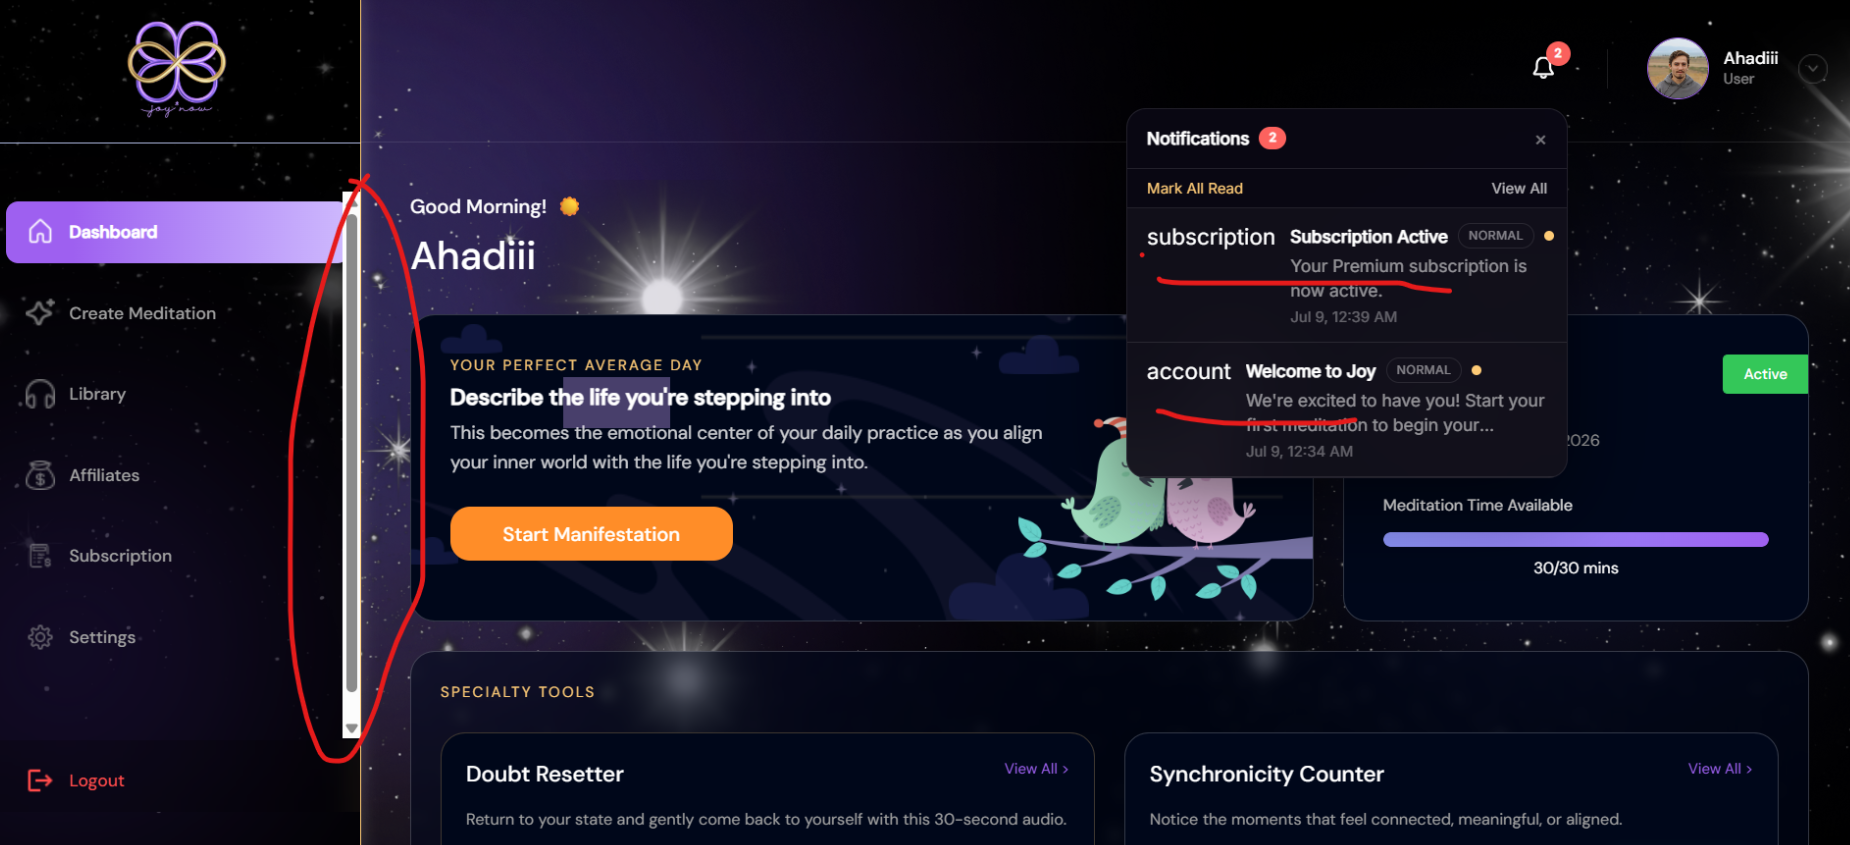 joy*now
2
Ahadiii
User
Notifications 2 ×
Mark All Read View All
subscription Subscription Active NORMAL
Your Premium subscription is
now active.
Jul 9, 12:39 AM
account Welcome to Joy NORMAL
We're excited to have you! Start your
first meditation to begin your...
Jul 9, 12:34 AM
Dashboard
Create Meditation
Library
Affiliates
Subscription
Settings
Logout
Good Morning!
Ahadiii
YOUR PERFECT AVERAGE DAY
Describe the life you're stepping into
This becomes the emotional center of your daily practice as you align
your inner world with the life you're stepping into.
Start Manifestation
Active
2026
Meditation Time Available
30/30 mins
SPECIALTY TOOLS
Doubt Resetter
View All >
Return to your state and gently come back to yourself with this 30-second audio.
Synchronicity Counter
View All >
Notice the moments that feel connected, meaningful, or aligned.